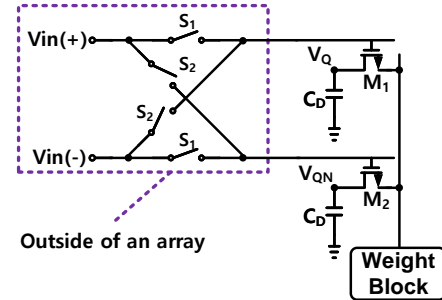 Vin(+)
S1
S2
VQ
M1
CD
S2
Vin(-)
S1
VQN
M2
CD
Outside of an array
Weight
Block